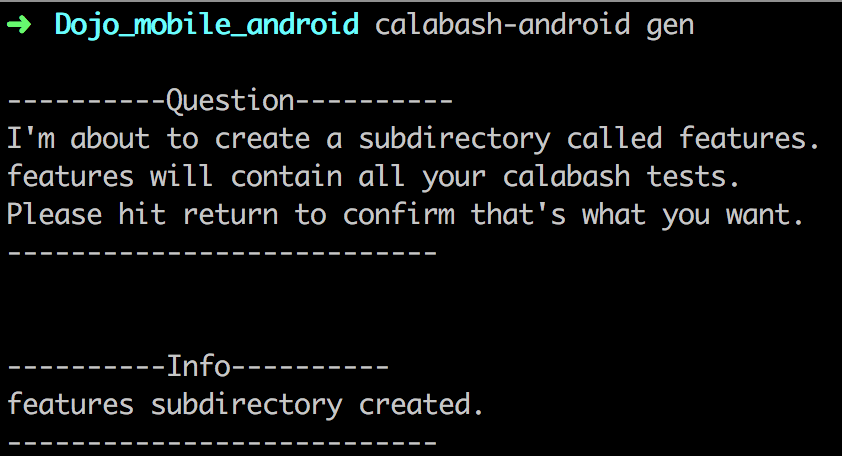 ➜ Dojo_mobile_android calabash-android gen
----------Question----------
I'm about to create a subdirectory called features.
features will contain all your calabash tests.
Please hit return to confirm that's what you want.
---------------------------
----------Info----------
features subdirectory created.
---------------------------